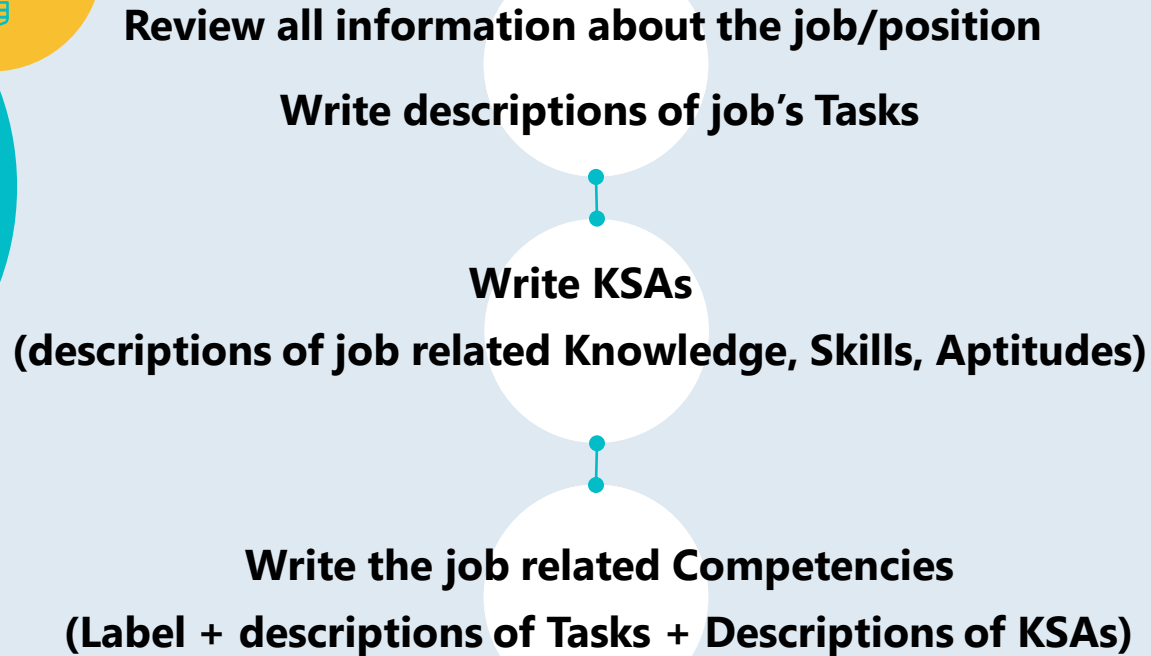 Review all information about the job/position
Write descriptions of job’s Tasks
Write KSAs
(descriptions of job related Knowledge, Skills, Aptitudes)
Write the job related Competencies
(Label + descriptions of Tasks + Descriptions of KSAs)